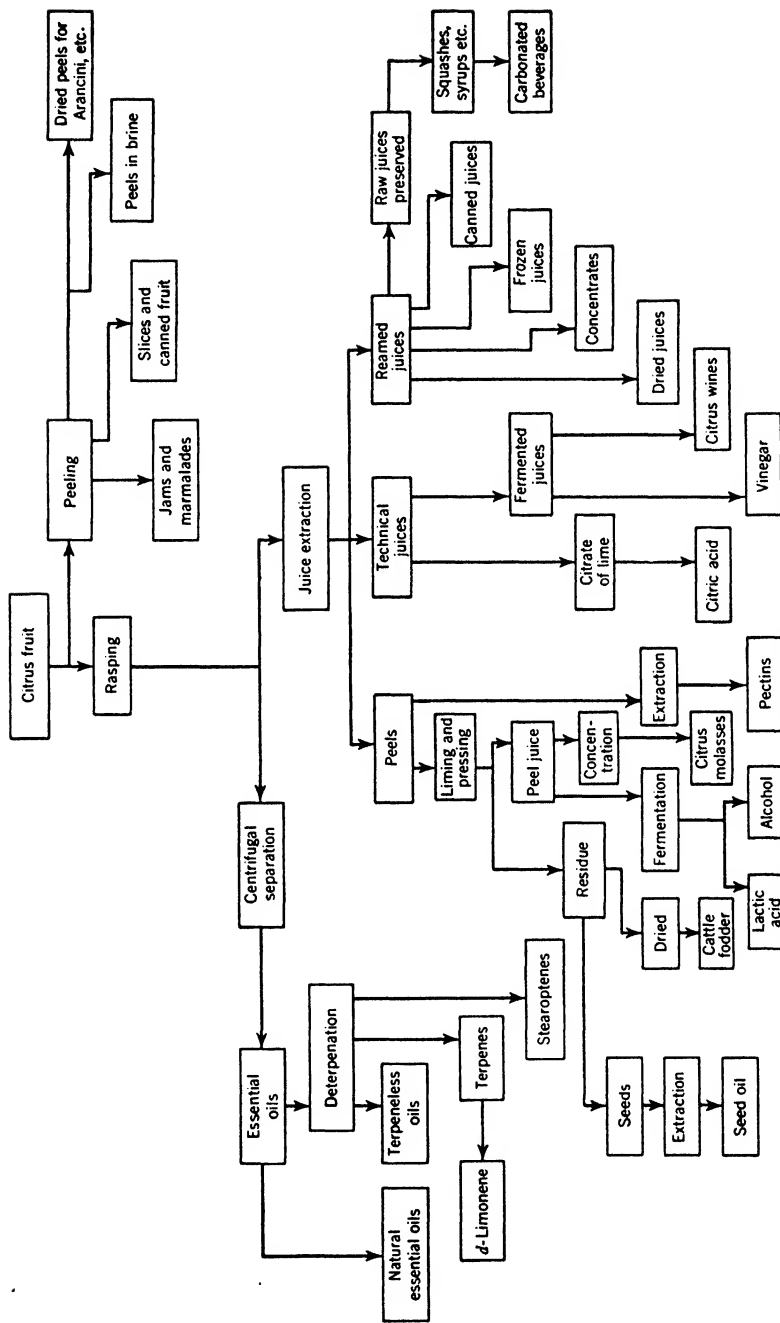 Citrus fruit
Rasping
Peeling
Dried peels for
Arancini, etc.
Peels in brine
Slices and
canned fruit
Jams and
marmalades
Centrifugal
separation
Juice extraction
Essential
oils
Natural
essential oils
Deterpenation
Terpeneless
oils
Terpenes
d-Limonene
Stearoptenes
Peels
Liming and
pressing
Peel juice
Concen-
tration
Citrus
molasses
Extraction
Pectins
Fermentation
Lactic
acid
Alcohol
Residue
Dried
Cattle
fodder
Seeds
Extraction
Seed oil
Technical
juices
Citrate
of lime
Citric acid
Fermented
juices
Vinegar
Citrus wines
Reamed
juices
Raw juices
preserved
Squashes,
syrups etc.
Carbonated
beverages
Canned juices
Frozen
juices
Concentrates
Dried juices